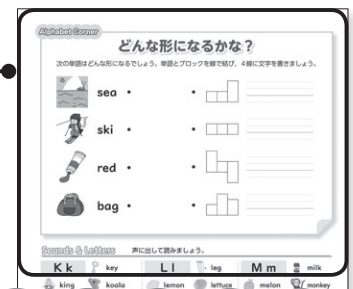 Alphabet Corner
どんな形になるかな？
次の単語はどんな形になるでしょう。単語とブロックを線で結び、4線に文字を書きましょう。
sea
ski
red
bag
Sounds & Letters 声に出して読みましょう。
K k key L l leg M m milk
king koala lemon lettuce melon monkey